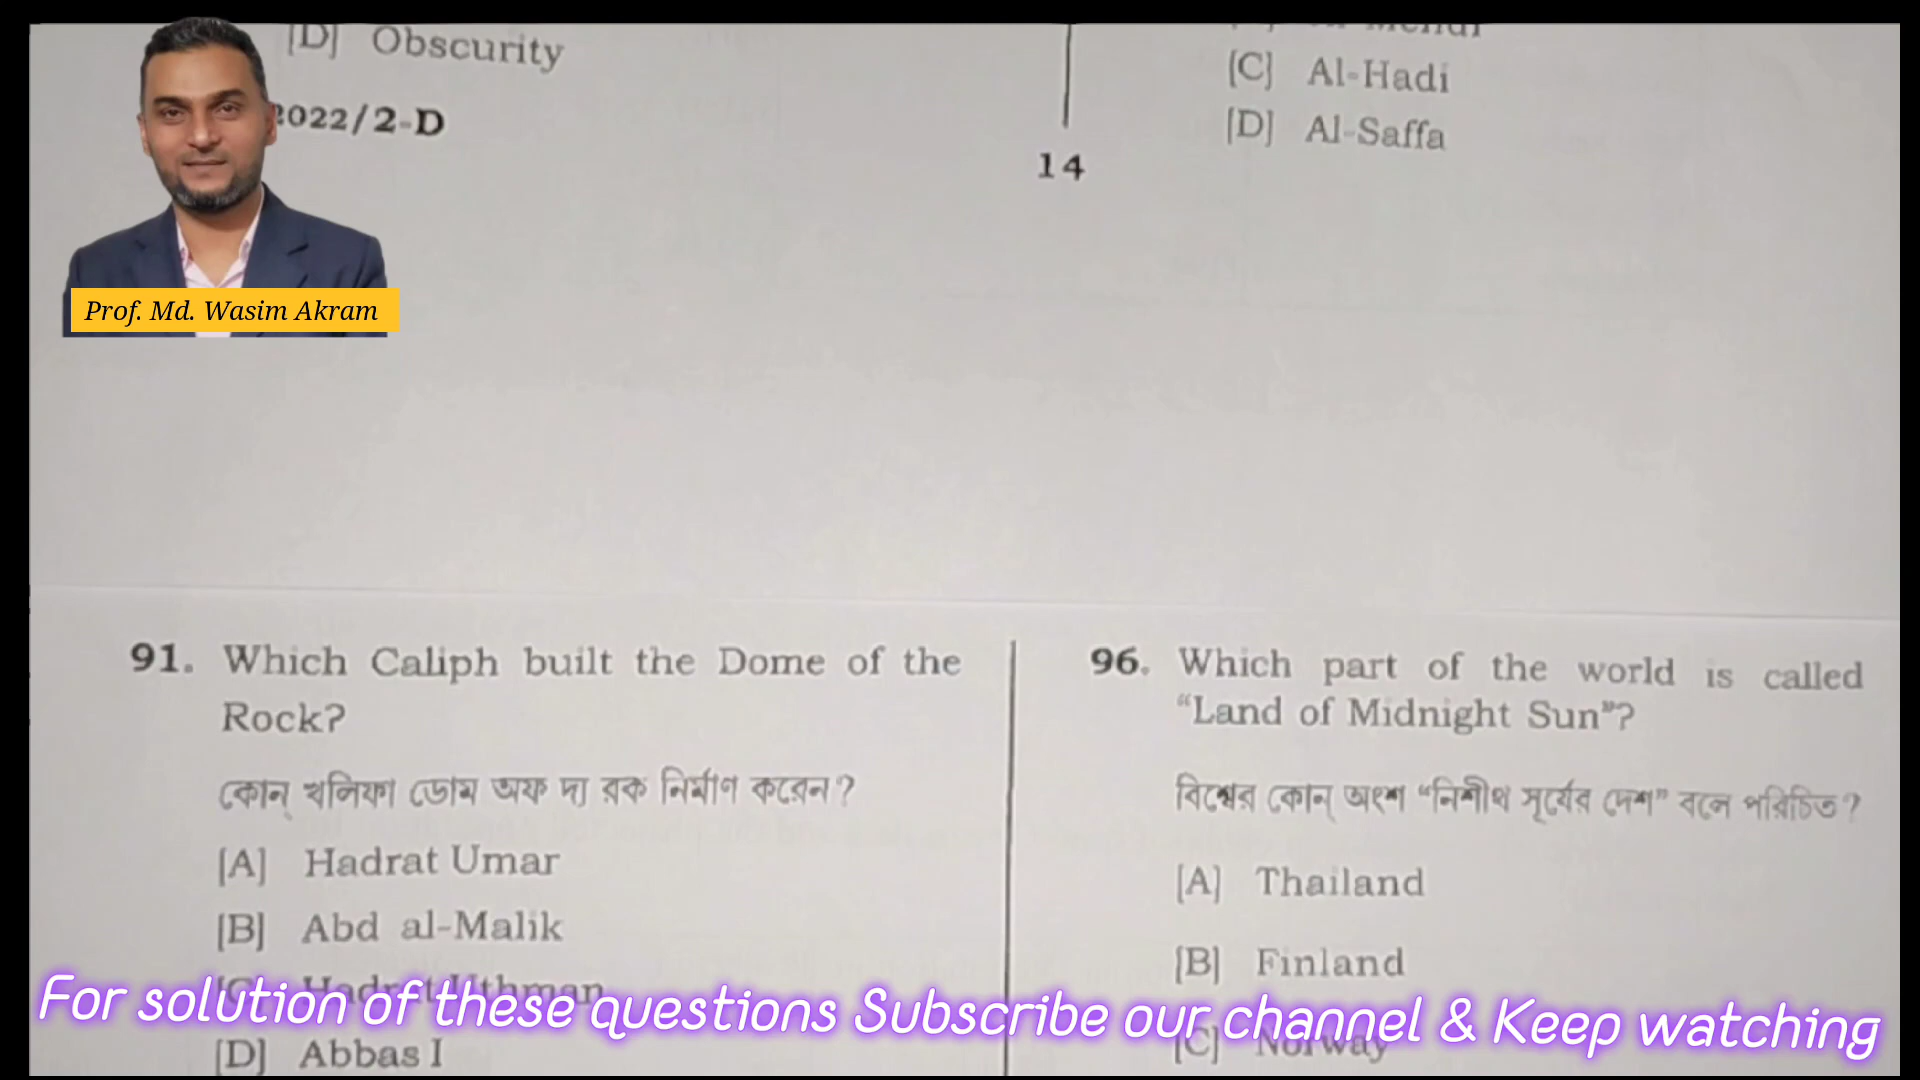 [D] Obscurity
2022/2-D
[C] Al-Hadi
[D] Al-Saffa
14
Prof. Md. Wasim Akram
91. Which Caliph built the Dome of the
Rock?
কোন্ খলিফা ডোম অফ দ্য রক নির্মাণ করেন?
[A] Hadrat Umar
[B] Abd al-Malik
[C] Hadrat Uthman
[D] Abbas I
96. Which part of the world is called
“Land of Midnight Sun”?
বিশ্বের কোন্ অংশ “নিশীথ সূর্যের দেশ” বলে পরিচিত?
[A] Thailand
[B] Finland
[C] Norway
For solution of these questions Subscribe our channel & Keep watching